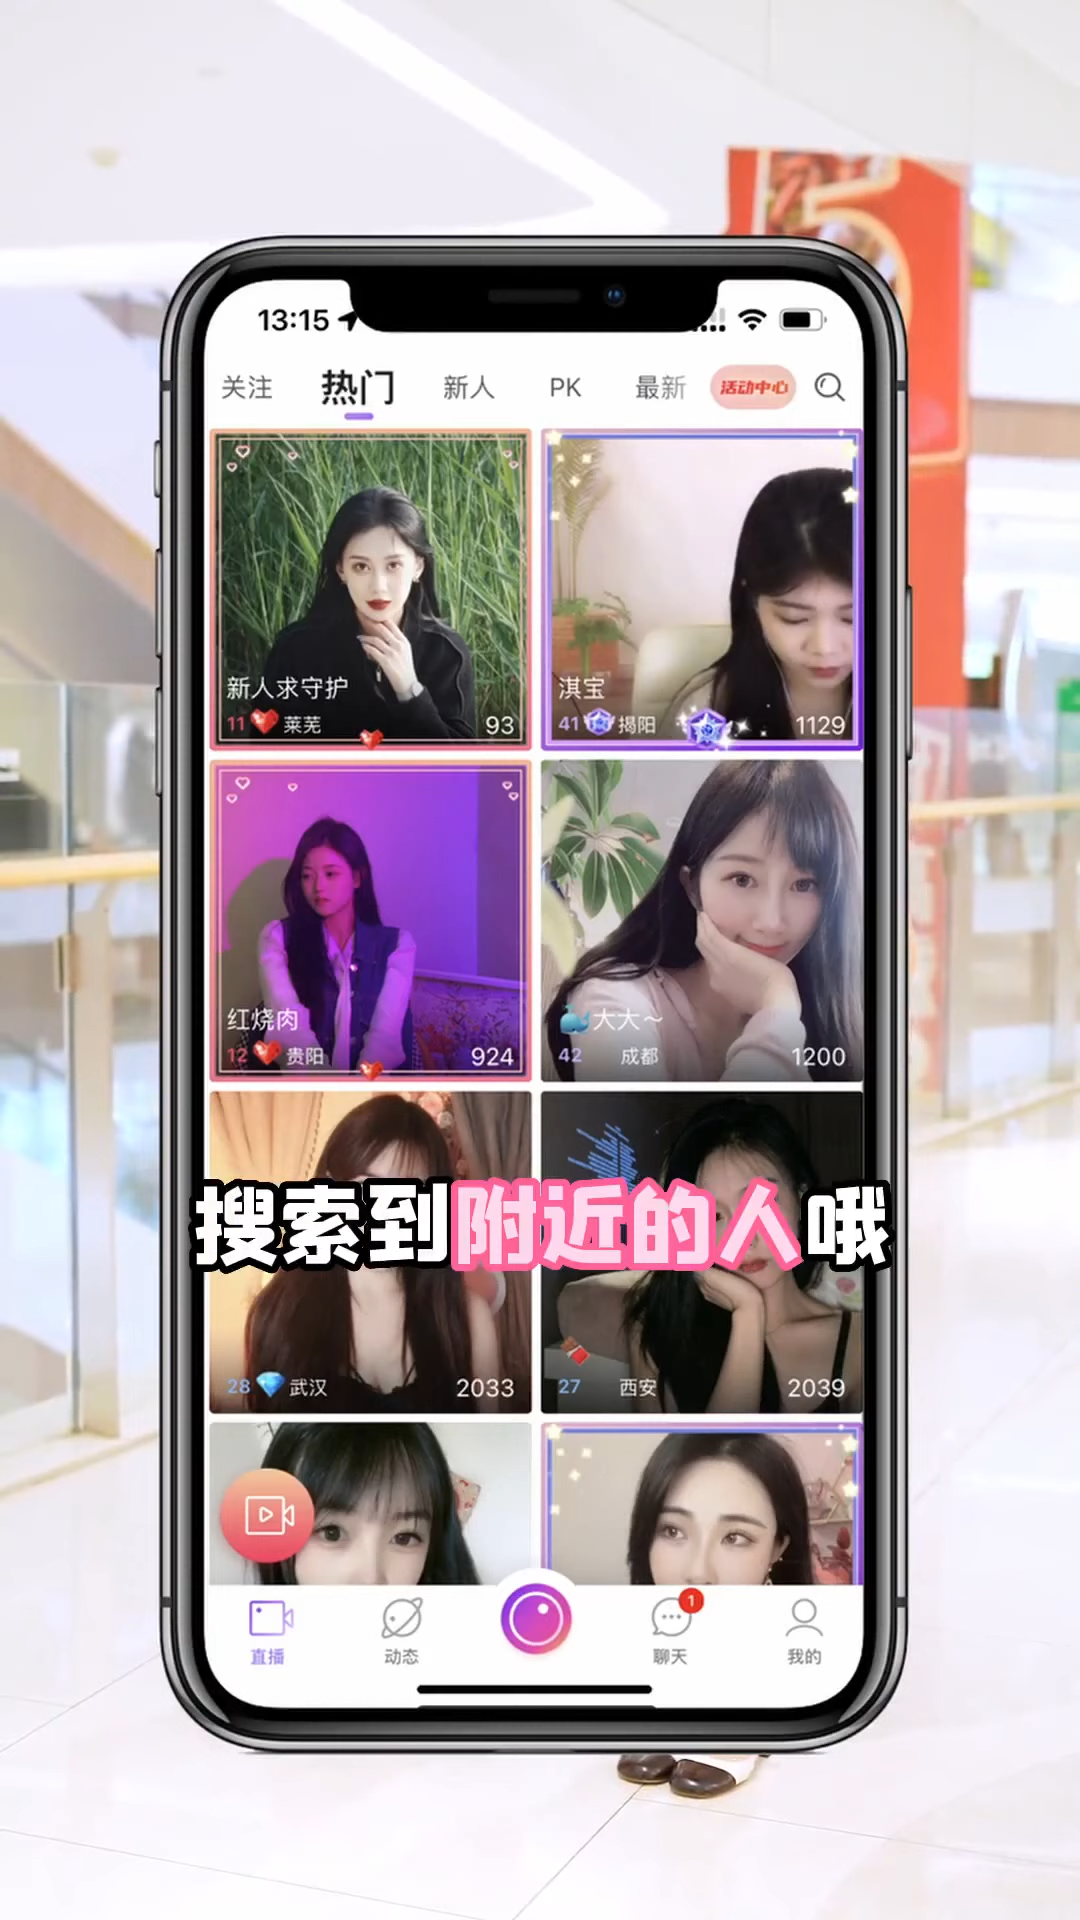 13:15
关注 热门 新人 PK 最新 活动中心
新人求守护
11 莱芜 93
淇宝
41 揭阳 1129
红烧肉
12 贵阳 924
大大~
42 成都 1200
搜索到附近的人哦
28 武汉 2033
27 西安 2039
直播 动态 聊天 1 我的